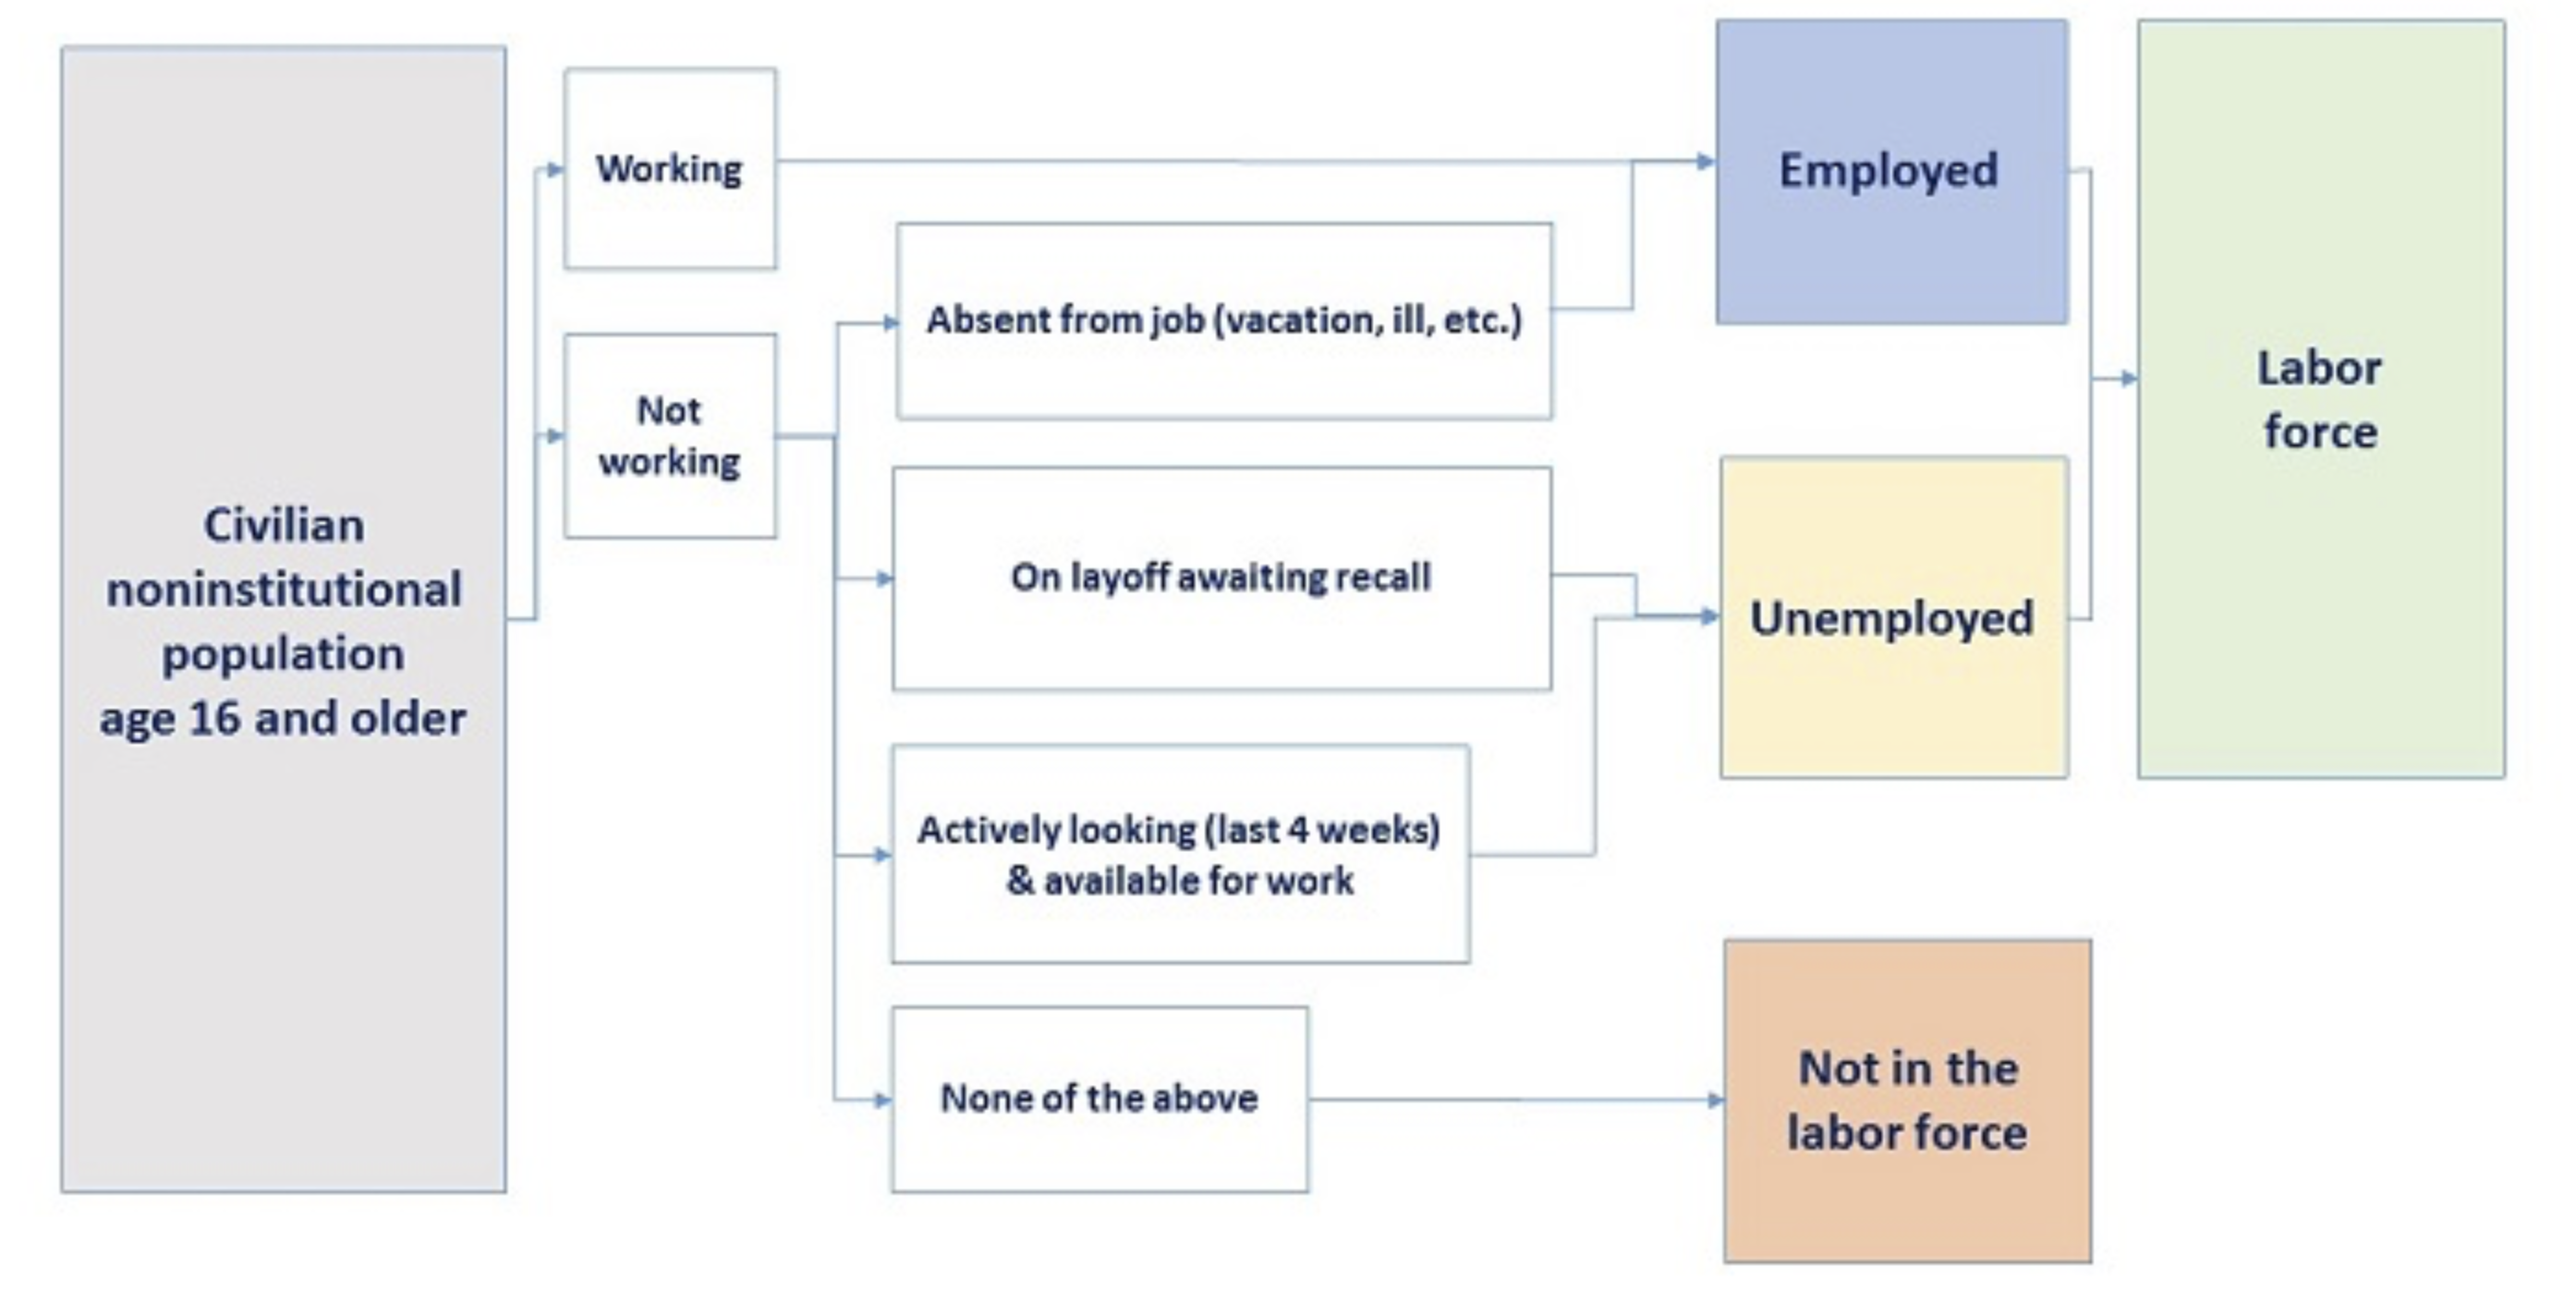 Civilian
noninstitutional
population
age 16 and older
Working
Not
working
Absent from job (vacation, ill, etc.)
On layoff awaiting recall
Actively looking (last 4 weeks)
& available for work
None of the above
Employed
Unemployed
Not in the
labor force
Labor
force